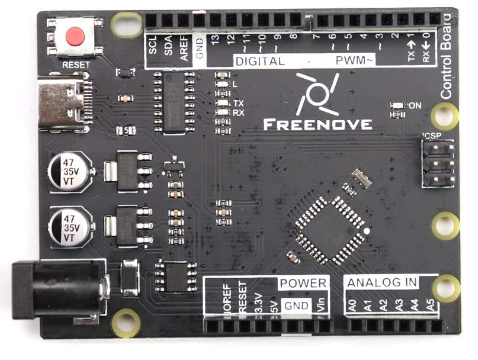 RESET
SCL
SDA
AREF
GND
13
12
~11
~10
~9
8
7
~6
~5
4
~3
2
TX→1
RX←0
DIGITAL
PWM~
Control Board
L
TX
RX
ON
FREENOVE
ICSP
47
35V
VT
47
35V
VT
IOREF
RESET
3.3V
5V
GND
Vin
POWER
ANALOG IN
A0
A1
A2
A3
A4
A5